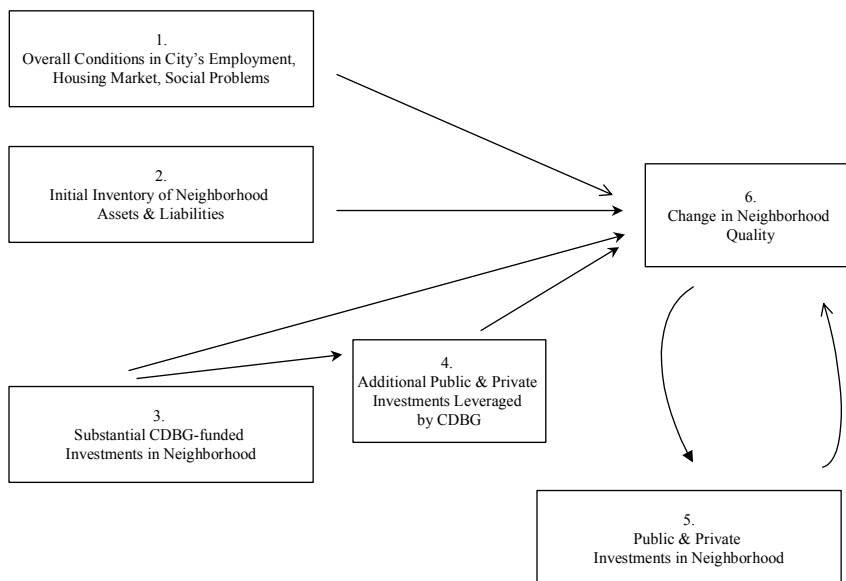 1.
Overall Conditions in City’s Employment,
Housing Market, Social Problems
2.
Initial Inventory of Neighborhood
Assets & Liabilities
6.
Change in Neighborhood
Quality
4.
Additional Public & Private
Investments Leveraged
by CDBG
3.
Substantial CDBG-funded
Investments in Neighborhood
5.
Public & Private
Investments in Neighborhood